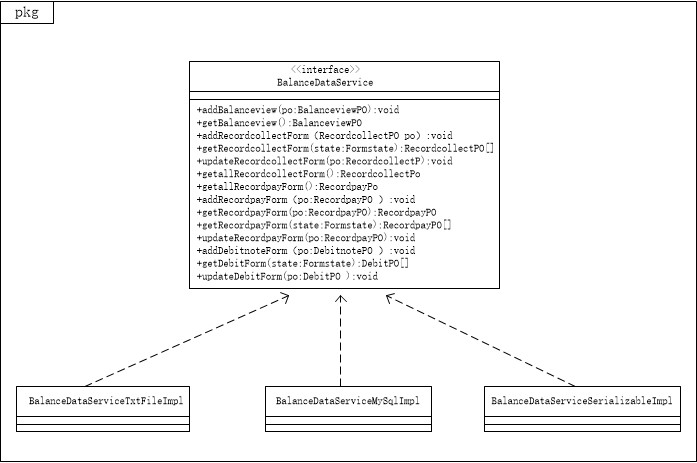 pkg
<<interface>>
BalanceDataService
+addBalanceview(po:BalanceviewPO):void
+getBalanceview():BalanceviewPO
+addRecordcollectForm (RecordcollectPO po) :void
+getRecordcollectForm(state:Formstate):RecordcollectPO[]
+updateRecordcollectForm(po:RecordcollectP):void
+getallRecordcollectForm():RecordcollectPo
+getallRecordpayForm():RecordpayPo
+addRecordpayForm (po:RecordpayPO ) :void
+getRecordpayForm(po:RecordpayPO):RecordpayPO
+getRecordpayForm(state:Formstate):RecordpayPO[]
+updateRecordpayForm(po:RecordpayPO):void
+addDebitnoteForm (po:DebitnotePO ) :void
+getDebitForm(state:Formstate):DebitPO[]
+updateDebitForm(po:DebitPO ):void
BalanceDataServiceTxtFileImpl
BalanceDataServiceMySqlImpl
BalanceDataServiceSerializableImpl